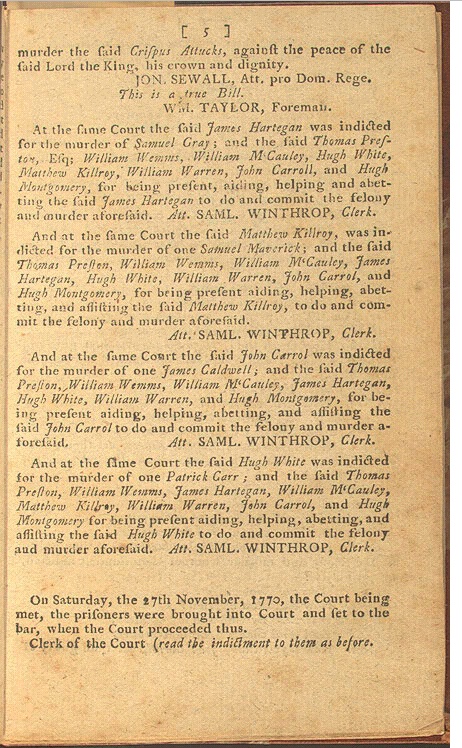 [ 5 ]
murder the ſaid Criſpus Attucks, againſt the peace of the
ſaid Lord the King, his crown and dignity.
JON. SEWALL, Att. pro Dom. Rege.
This is a true Bill.
WM. TAYLOR, Foreman.
At the ſame Court the ſaid James Hartegan was indicted
for the murder of Samuel Gray; and the ſaid Thomas Preſ-
ton, Eſq; William Wemms, William MᶜCauley, Hugh White,
Matthew Killroy, William Warren, John Carroll, and Hugh
Montgomery, for being preſent, aiding, helping and abet-
ting the ſaid James Hartegan to do and commit the felony
and murder aforeſaid. Att. SAML. WINTHROP, Clerk.
And at the ſame Court the ſaid Matthew Killroy, was in-
dicted for the murder of one Samuel Maverick; and the ſaid
Thomas Preſton, William Wemms, William MᶜCauley, James
Hartegan, Hugh White, William Warren, John Carrol, and
Hugh Montgomery, for being preſent aiding, helping, abet-
ting, and aſſiſting the ſaid Matthew Killroy, to do and com-
mit the felony and murder aforeſaid.
Att. SAML. WINTHROP, Clerk.
And at the ſame Court the ſaid John Carrol was indicted
for the murder of one James Caldwell; and the ſaid Thomas
Preſton, William Wemms, William MᶜCauley, James Hartegan,
Hugh White, William Warren, and Hugh Montgomery, for be-
ing preſent aiding, helping, abetting, and aſſiſting the
ſaid John Carrol to do and commit the felony and murder a-
foreſaid. Att. SAML. WINTHROP, Clerk.
And at the ſame Court the ſaid Hugh White was indicted
for the murder of one Patrick Carr; and the ſaid Thomas
Preſton, William Wemms, James Hartegan, William MᶜCauley,
Matthew Killroy, William Warren, John Carrol, and Hugh
Montgomery for being preſent aiding, helping, abetting, and
aſſiſting the ſaid Hugh White to do and commit the felony
and murder aforeſaid. Att. SAML. WINTHROP, Clerk.
On Saturday, the 27th November, 1770, the Court being
met, the priſoners were brought into Court and ſet to the
bar, when the Court proceeded thus.
Clerk of the Court (read the indictment to them as before.